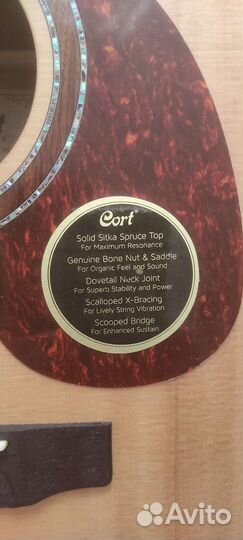 Cort
Solid Sitka Spruce Top
For Maximum Resonance
Genuine Bone Nut & Saddle
For Organic Feel and Sound
Dovetail Neck Joint
For Superb Stability and Power
Scalloped X-Bracing
For Lively String Vibration
Scooped Bridge
For Enhanced Sustain
Avito